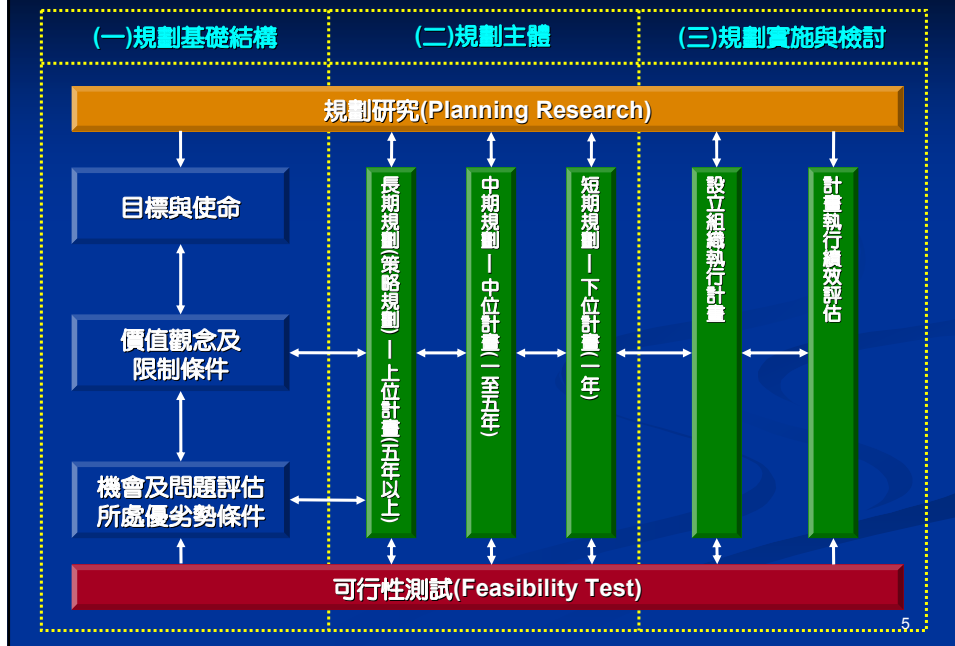 (一)規劃基礎結構
(二)規劃主體
(三)規劃實施與檢討
規劃研究(Planning Research)
目標與使命
價值觀念及
限制條件
機會及問題評估
所處優劣勢條件
長期規劃(策略規劃)—上位計畫(五年以上)
中期規劃—中位計畫(一至五年)
短期規劃—下位計畫(一年)
設立組織執行計畫
計畫執行績效評估
可行性測試(Feasibility Test)
5